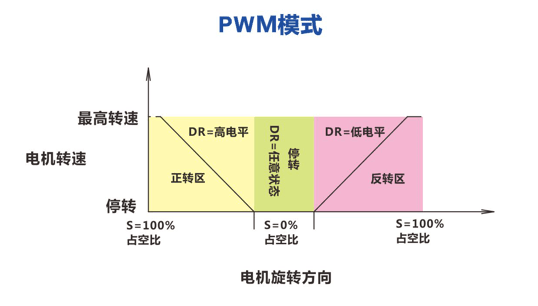 PWM模式
最高转速
DR=高电平
DR=任意状态
停转
DR=低电平
电机转速
正转区
反转区
停转
S=100%
占空比
S=0%
占空比
S=100%
占空比
电机旋转方向